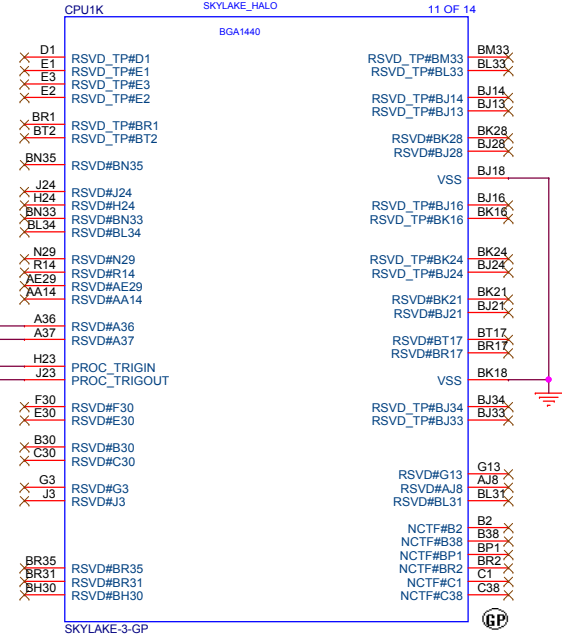 CPU1K SKYLAKE_HALO 11 OF 14
BGA1440
D1 RSVD_TP#D1 RSVD_TP#BM33 BM33
E1 RSVD_TP#E1 RSVD_TP#BL33 BL33
E3 RSVD_TP#E3
E2 RSVD_TP#E2 RSVD_TP#BJ14 BJ14
RSVD_TP#BJ13 BJ13
BR1 RSVD_TP#BR1
BT2 RSVD_TP#BT2 RSVD#BK28 BK28
RSVD#BJ28 BJ28
BN35 RSVD#BN35
VSS BJ18
J24 RSVD#J24
H24 RSVD#H24 RSVD_TP#BJ16 BJ16
BN33 RSVD#BN33 RSVD_TP#BK16 BK16
BL34 RSVD#BL34
N29 RSVD#N29 RSVD_TP#BK24 BK24
R14 RSVD#R14 RSVD_TP#BJ24 BJ24
AE29 RSVD#AE29
AA14 RSVD#AA14 RSVD#BK21 BK21
RSVD#BJ21 BJ21
A36 RSVD#A36
A37 RSVD#A37 RSVD#BT17 BT17
RSVD#BR17 BR17
H23 PROC_TRIGIN
J23 PROC_TRIGOUT VSS BK18
F30 RSVD#F30 RSVD_TP#BJ34 BJ34
E30 RSVD#E30 RSVD_TP#BJ33 BJ33
B30 RSVD#B30
C30 RSVD#C30
RSVD#G13 G13
G3 RSVD#G3 RSVD#AJ8 AJ8
J3 RSVD#J3 RSVD#BL31 BL31
NCTF#B2 B2
NCTF#B38 B38
NCTF#BP1 BP1
BR35 RSVD#BR35 NCTF#BR2 BR2
BR31 RSVD#BR31 NCTF#C1 C1
BH30 RSVD#BH30 NCTF#C38 C38
GP
SKYLAKE-3-GP